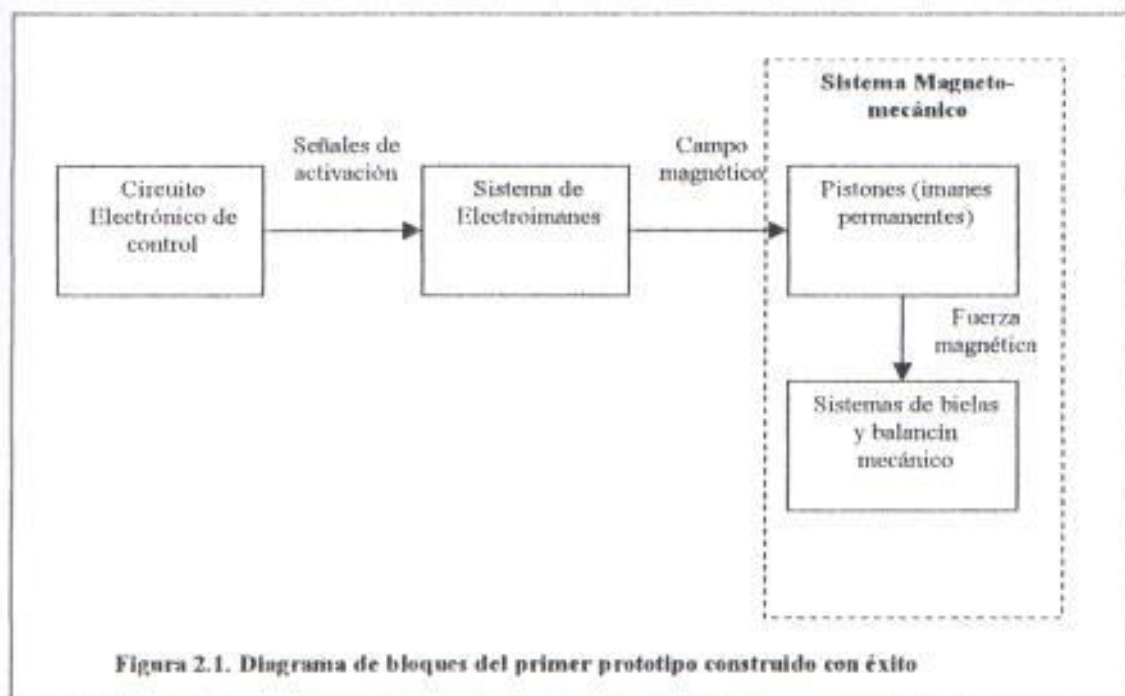 Sistema Magneto-
mecánico
Señales de
activación
Campo
magnético
Circuito
Electrónico de
control
Sistema de
Electroimanes
Pistones (imanes
permanentes)
Fuerza
magnética
Sistemas de bielas
y balancín
mecánico
Figura 2.1. Diagrama de bloques del primer prototipo construido con éxito